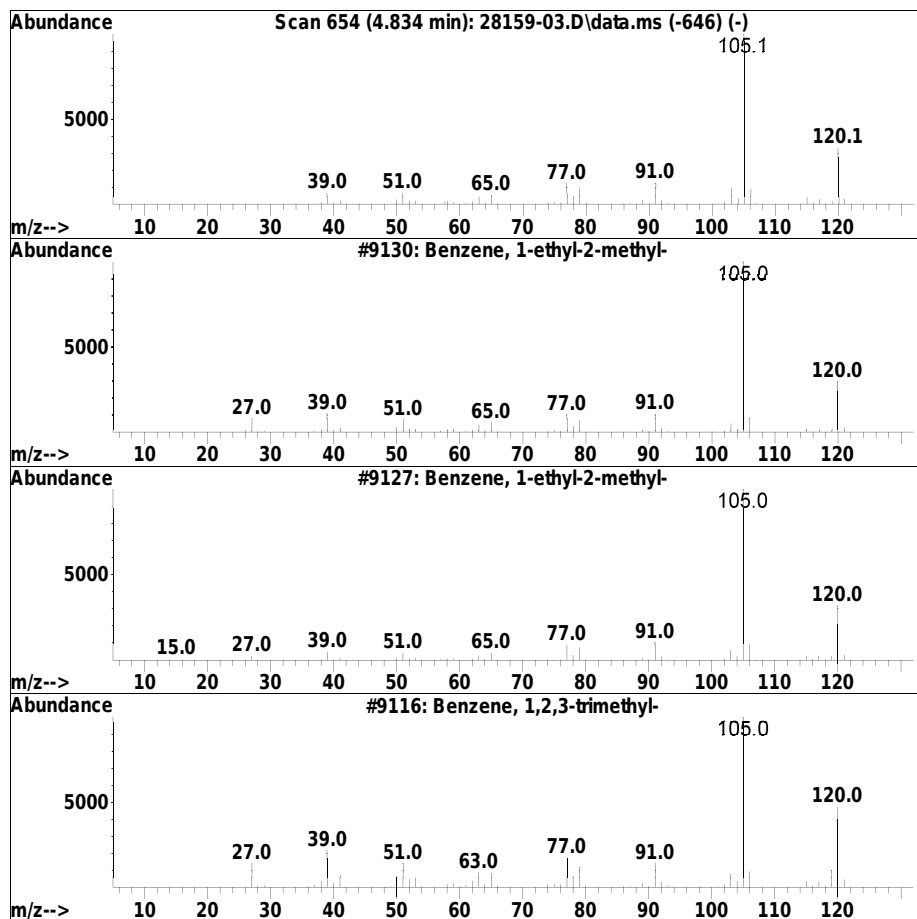 Abundance Scan 654 (4.834 min): 28159-03.D\data.ms (-646) (-)
105.1
5000
120.1
39.0 51.0 65.0 77.0 91.0
m/z--> 10 20 30 40 50 60 70 80 90 100 110 120
Abundance #9130: Benzene, 1-ethyl-2-methyl-
105.0
5000
120.0
27.0 39.0 51.0 65.0 77.0 91.0
m/z--> 10 20 30 40 50 60 70 80 90 100 110 120
Abundance #9127: Benzene, 1-ethyl-2-methyl-
105.0
5000
120.0
15.0 27.0 39.0 51.0 65.0 77.0 91.0
m/z--> 10 20 30 40 50 60 70 80 90 100 110 120
Abundance #9116: Benzene, 1,2,3-trimethyl-
105.0
5000
120.0
27.0 39.0 51.0 63.0 77.0 91.0
m/z--> 10 20 30 40 50 60 70 80 90 100 110 120